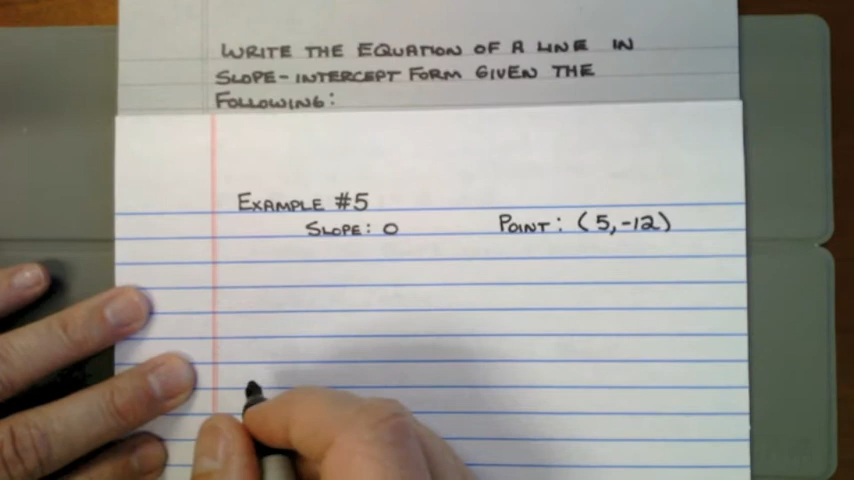 WRITE THE EQUATION OF A LINE IN
SLOPE-INTERCEPT FORM GIVEN THE
FOLLOWING:
EXAMPLE #5
SLOPE: 0 POINT: (5,-12)